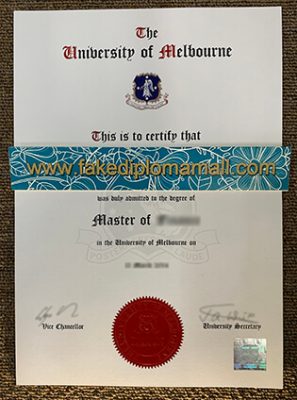 The
University of Melbourne
This is to certify that
www.fakediplomamall.com
was duly admitted to the degree of
Master of
in the University of Melbourne on
Vice Chancellor
University Secretary